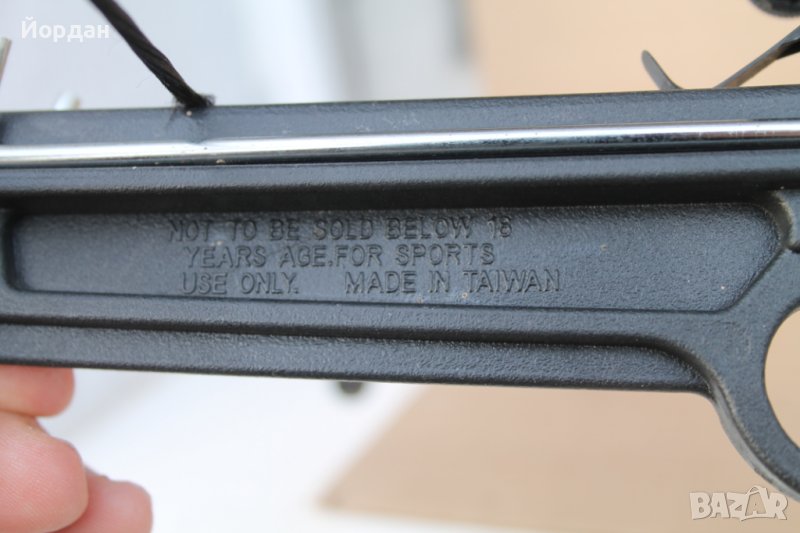 Йордан
NOT TO BE SOLD BELOW 18
YEARS AGE.FOR SPORTS
USE ONLY. MADE IN TAIWAN
BAZAR